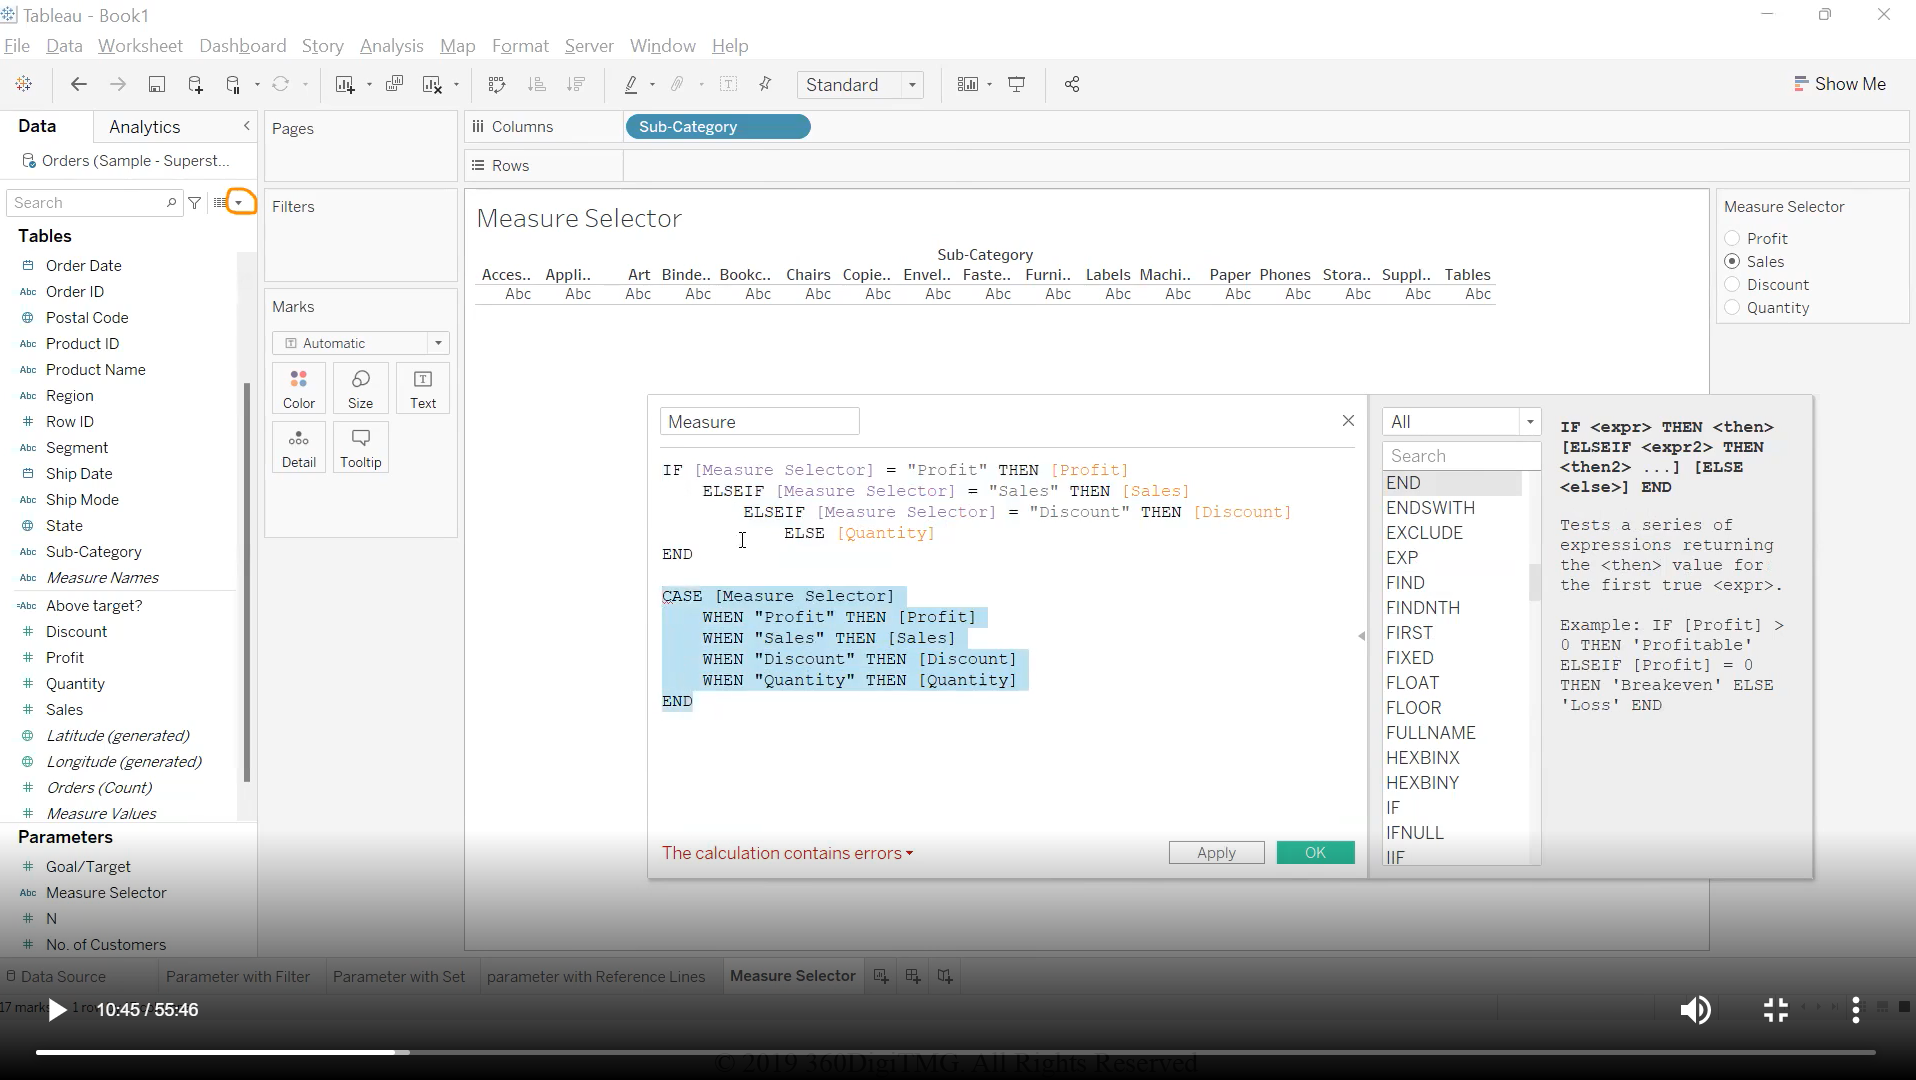 Tableau - Book1
File Data Worksheet Dashboard Story Analysis Map Format Server Window Help
Standard
Show Me
Data Analytics
Orders (Sample - Superst...
Search
Tables
Order Date
Abc Order ID
Postal Code
Abc Product ID
Abc Product Name
Abc Region
# Row ID
Abc Segment
Ship Date
Abc Ship Mode
State
Abc Sub-Category
Abc Measure Names
=Abc Above target?
# Discount
# Profit
# Quantity
# Sales
Latitude (generated)
Longitude (generated)
# Orders (Count)
# Measure Values
Parameters
# Goal/Target
Abc Measure Selector
# N
# No. of Customers
Pages
Filters
Marks
Automatic
Color Size Text
Detail Tooltip
Columns Sub-Category
Rows
Measure Selector
Sub-Category
Acces.. Appli.. Art Binde.. Bookc.. Chairs Copie.. Envel.. Faste.. Furni.. Labels Machi.. Paper Phones Stora.. Suppl.. Tables
Abc Abc Abc Abc Abc Abc Abc Abc Abc Abc Abc Abc Abc Abc Abc Abc Abc
Measure Selector
Profit
Sales
Discount
Quantity
Measure
IF [Measure Selector] = "Profit" THEN [Profit]
ELSEIF [Measure Selector] = "Sales" THEN [Sales]
ELSEIF [Measure Selector] = "Discount" THEN [Discount]
ELSE [Quantity]
END
CASE [Measure Selector]
WHEN "Profit" THEN [Profit]
WHEN "Sales" THEN [Sales]
WHEN "Discount" THEN [Discount]
WHEN "Quantity" THEN [Quantity]
END
The calculation contains errors
Apply
OK
All
Search
END
ENDSWITH
EXCLUDE
EXP
FIND
FINDNTH
FIRST
FIXED
FLOAT
FLOOR
FULLNAME
HEXBINX
HEXBINY
IF
IFNULL
IIF
IF <expr> THEN <then>
[ELSEIF <expr2> THEN
<then2> ...] [ELSE
<else>] END
Tests a series of
expressions returning
the <then> value for
the first true <expr>.
Example: IF [Profit] >
0 THEN 'Profitable'
ELSEIF [Profit] = 0
THEN 'Breakeven' ELSE
'Loss' END
Data Source Parameter with Filter Parameter with Set parameter with Reference Lines Measure Selector
17 mark 1 ro
10:45 / 55:46
© 2019 360DigiTMG. All Rights Reserved